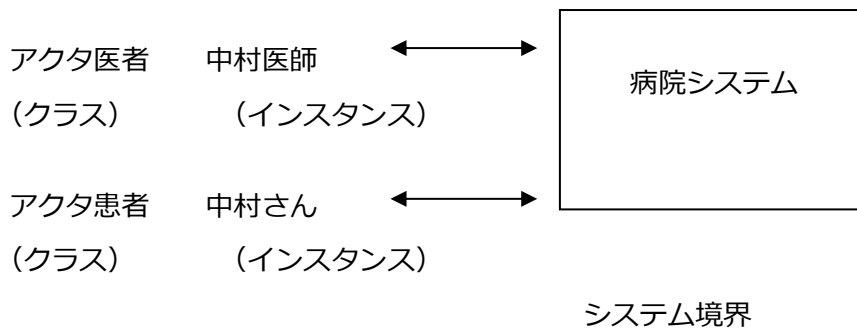 アクタ医者 中村医師
(クラス) (インスタンス)
病院システム
アクタ患者 中村さん
(クラス) (インスタンス)
システム境界